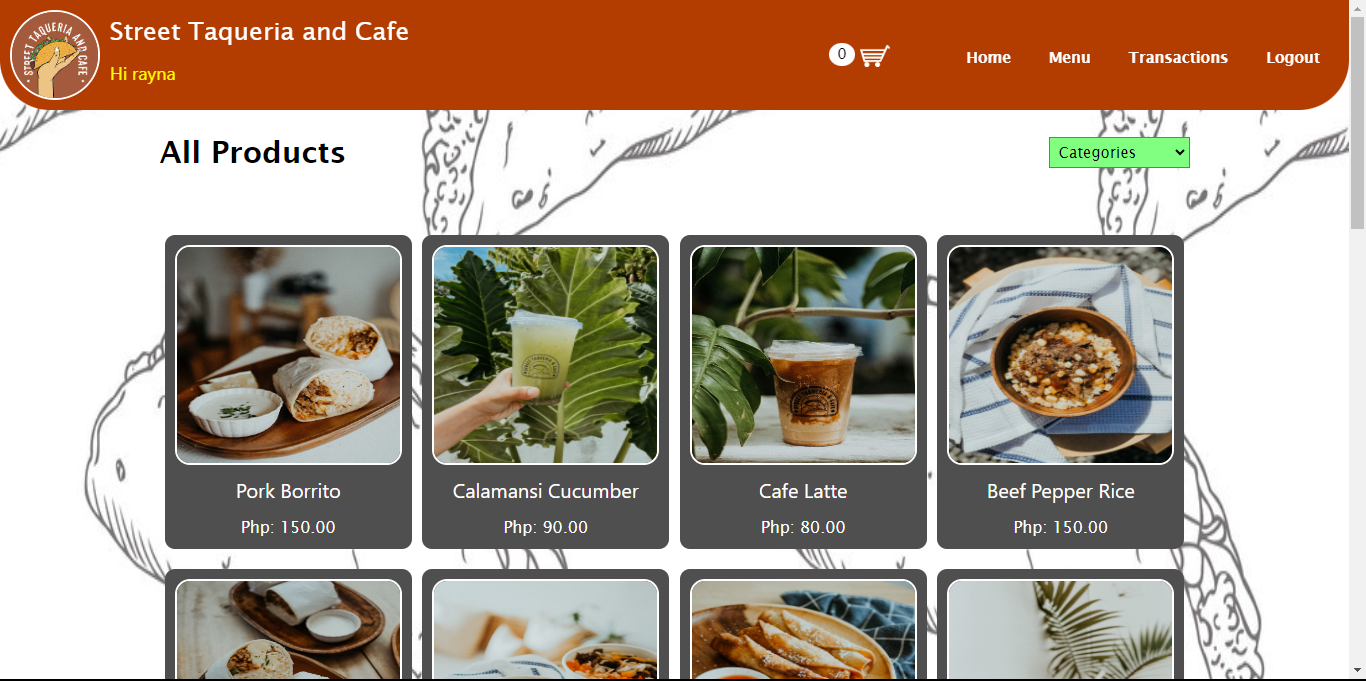 STREET TAQUERIA AND CAFE
Street Taqueria and Cafe
Hi rayna
0
Home Menu Transactions Logout
All Products
Categories
Pork Borrito
Php: 150.00
Calamansi Cucumber
Php: 90.00
Cafe Latte
Php: 80.00
Beef Pepper Rice
Php: 150.00